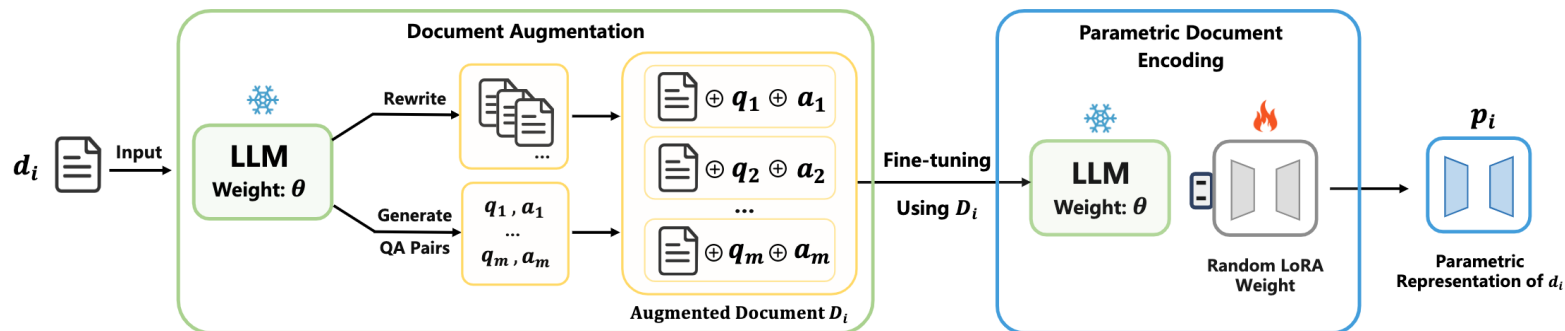 Document Augmentation
Parametric Document
Encoding
d_i
Input
LLM
Weight: θ
Rewrite
...
Generate
QA Pairs
q_1 , a_1
...
q_m , a_m
⊕ q_1 ⊕ a_1
⊕ q_2 ⊕ a_2
...
⊕ q_m ⊕ a_m
Augmented Document D_i
Fine-tuning
Using D_i
LLM
Weight: θ
Random LoRA
Weight
p_i
Parametric
Representation of d_i